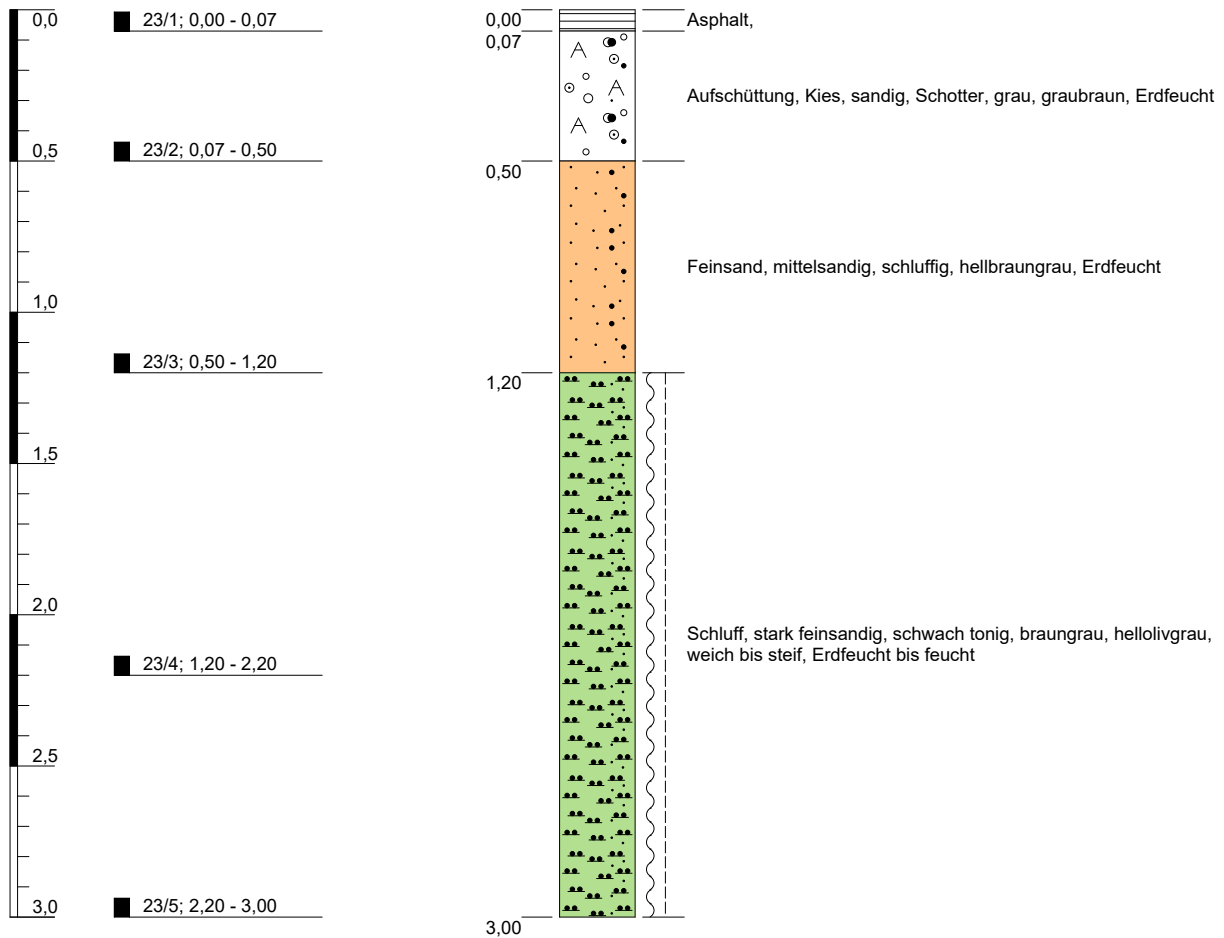 0,0
23/1; 0,00 - 0,07
0,00
Asphalt,
0,07
Aufschüttung, Kies, sandig, Schotter, grau, graubraun, Erdfeucht
0,5
23/2; 0,07 - 0,50
0,50
Feinsand, mittelsandig, schluffig, hellbraungrau, Erdfeucht
1,0
23/3; 0,50 - 1,20
1,20
1,5
2,0
Schluff, stark feinsandig, schwach tonig, braungrau, hellolivgrau,
weich bis steif, Erdfeucht bis feucht
23/4; 1,20 - 2,20
2,5
3,0
23/5; 2,20 - 3,00
3,00